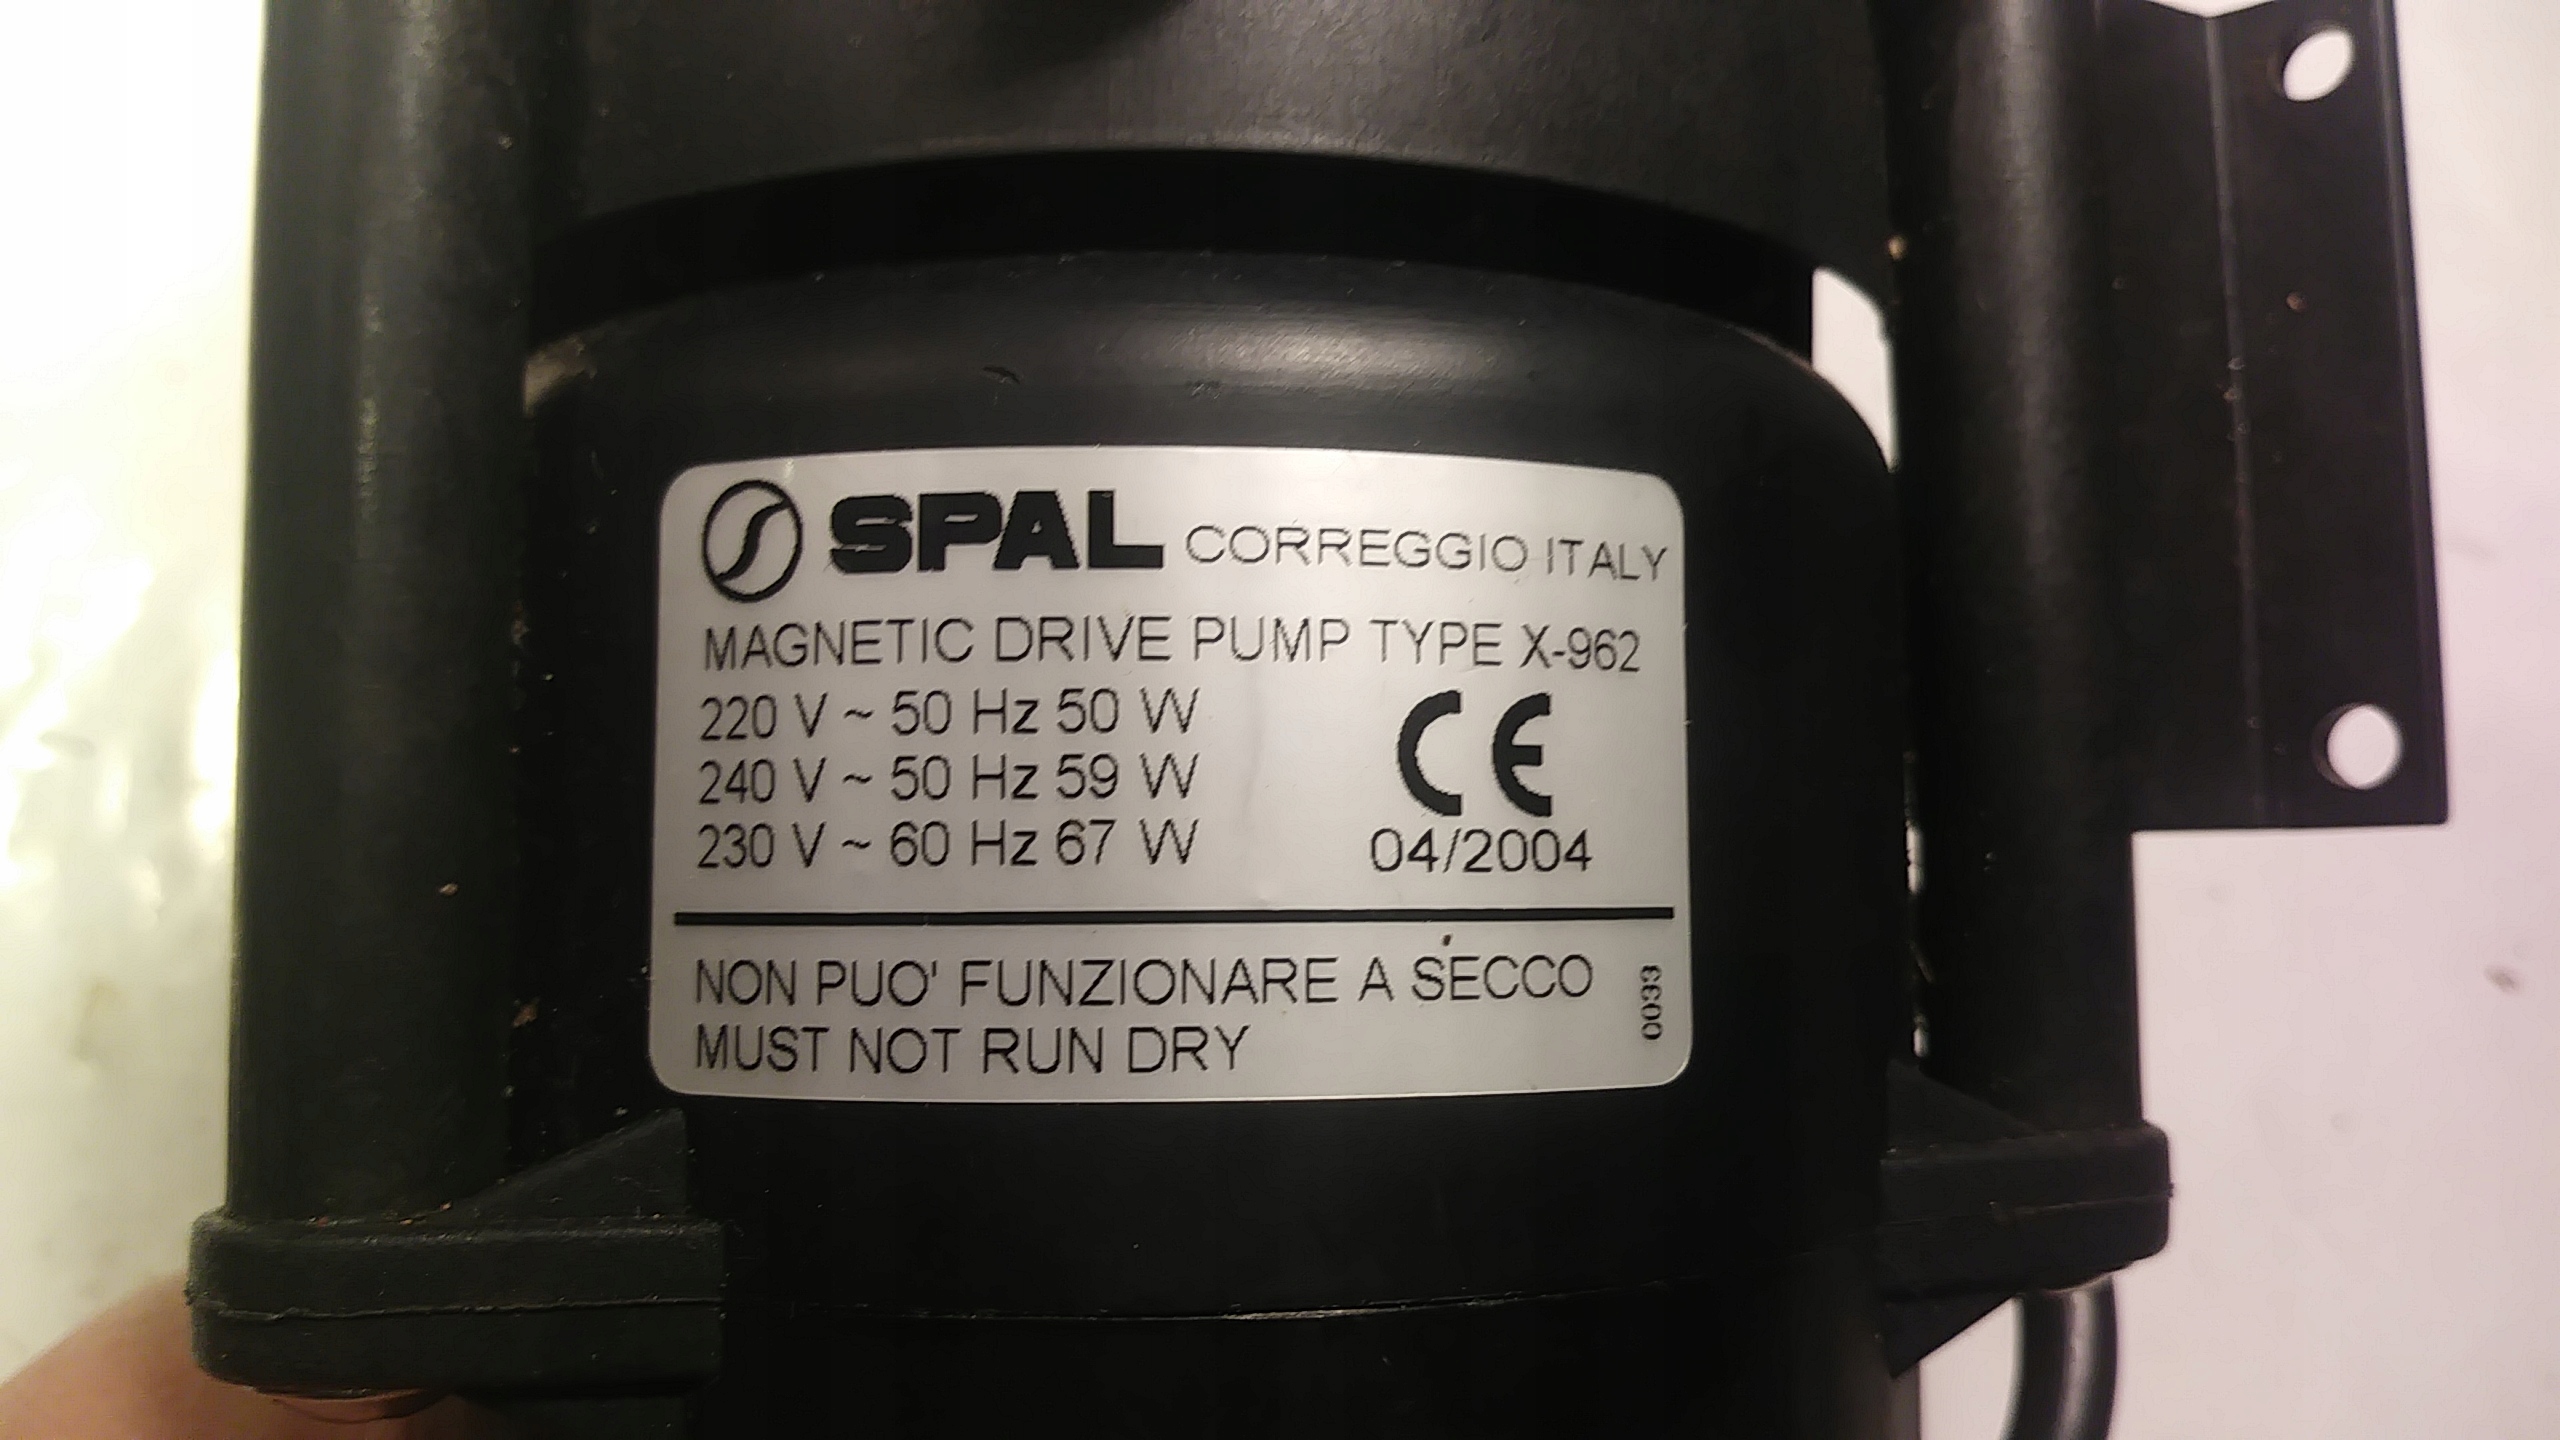 SPAL CORREGGIO ITALY
MAGNETIC DRIVE PUMP TYPE X-962
220 V ~ 50 Hz 50 W
240 V ~ 50 Hz 59 W
230 V ~ 60 Hz 67 W
CE
04/2004
NON PUO' FUNZIONARE A SECCO
MUST NOT RUN DRY
0033